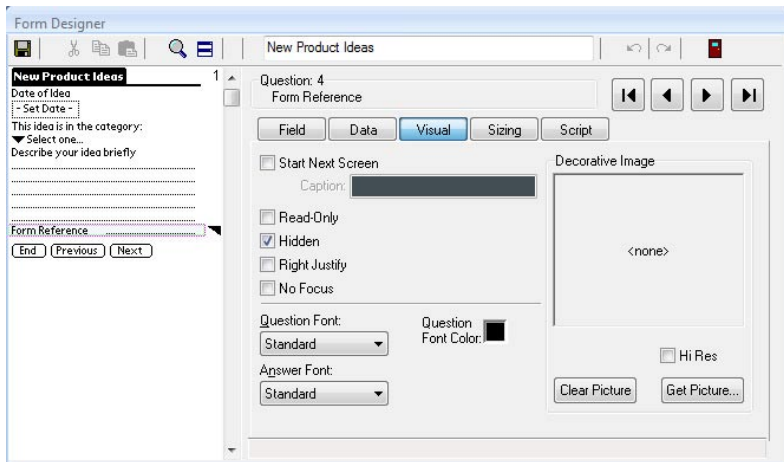 Form Designer
New Product Ideas
New Product Ideas 1
Date of Idea
- Set Date -
This idea is in the category:
Select one...
Describe your idea briefly
Form Reference
End Previous Next
Question: 4
Form Reference
Field Data Visual Sizing Script
Start Next Screen
Caption:
Read-Only
Hidden
Right Justify
No Focus
Question Font:
Standard
Question
Font Color:
Answer Font:
Standard
Decorative Image
<none>
Hi Res
Clear Picture Get Picture...